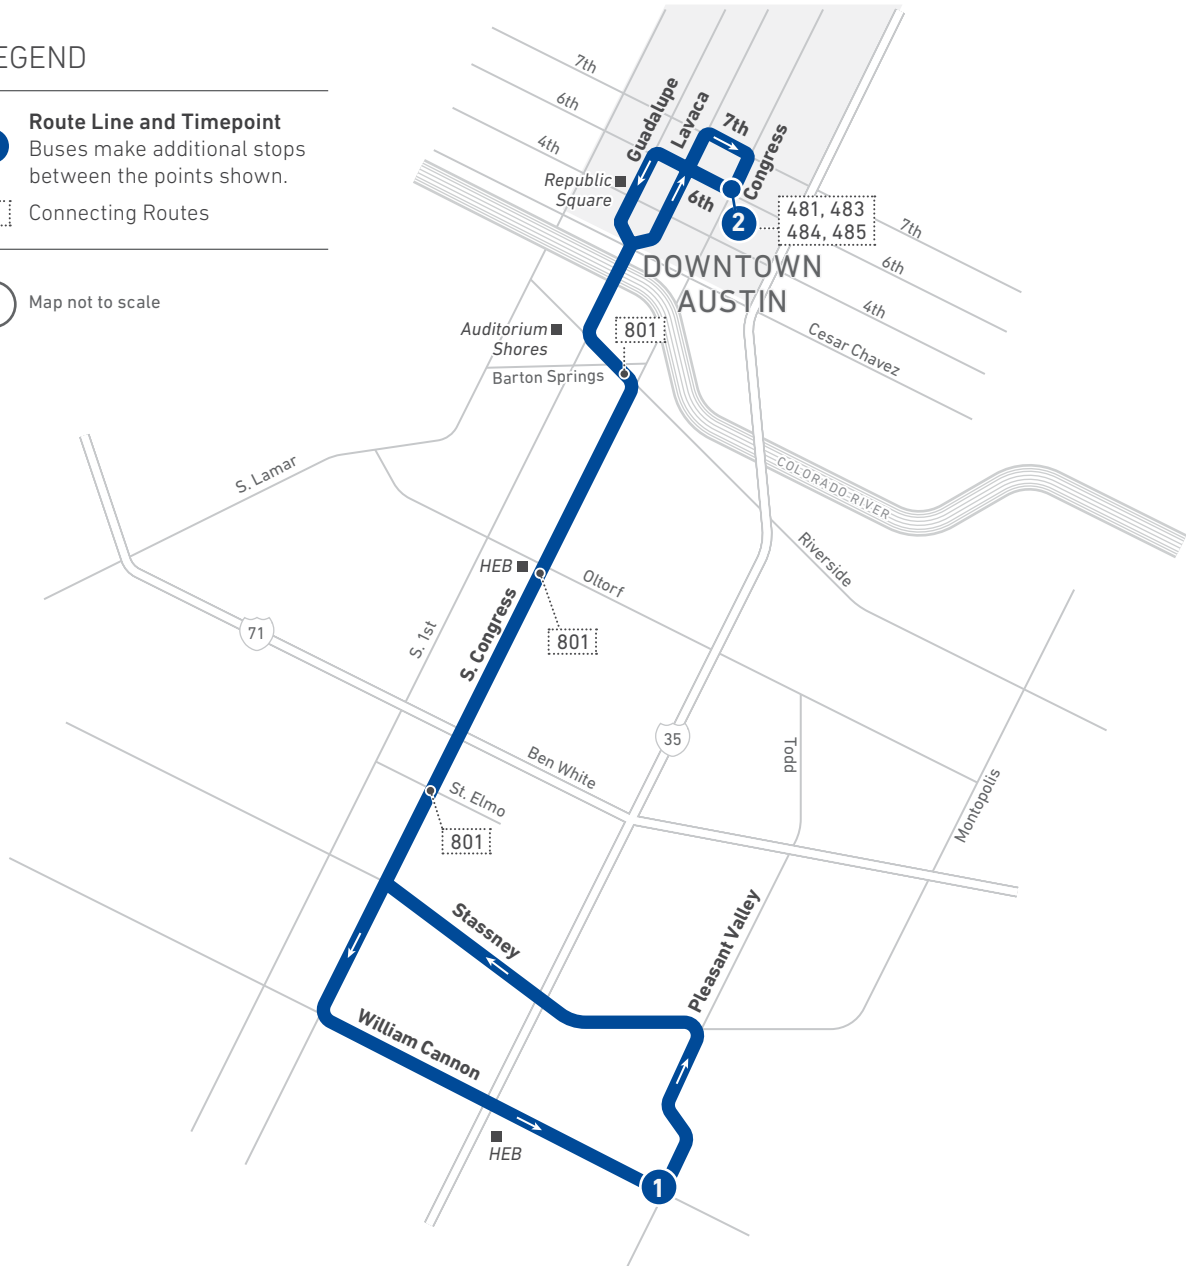 EGEND
Route Line and Timepoint
Buses make additional stops
between the points shown.
Connecting Routes
Map not to scale
7th
6th
4th
Guadalupe
Lavaca
7th
Congress
Republic
Square
6th
2
481, 483
484, 485
7th
6th
4th
Cesar Chavez
DOWNTOWN
AUSTIN
Auditorium
Shores
801
Barton Springs
COLORADO RIVER
S. Lamar
Riverside
HEB
Oltorf
801
S. Congress
S. 1st
71
35
Ben White
Todd
Montopolis
St. Elmo
801
Stassney
Pleasant Valley
William Cannon
HEB
1